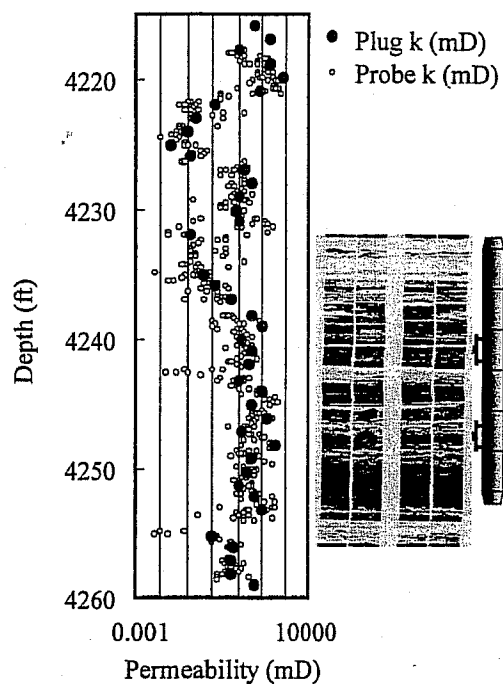 Plug k (mD)
Probe k (mD)
4220
4230
4240
4250
4260
Depth (ft)
0.001
10000
Permeability (mD)